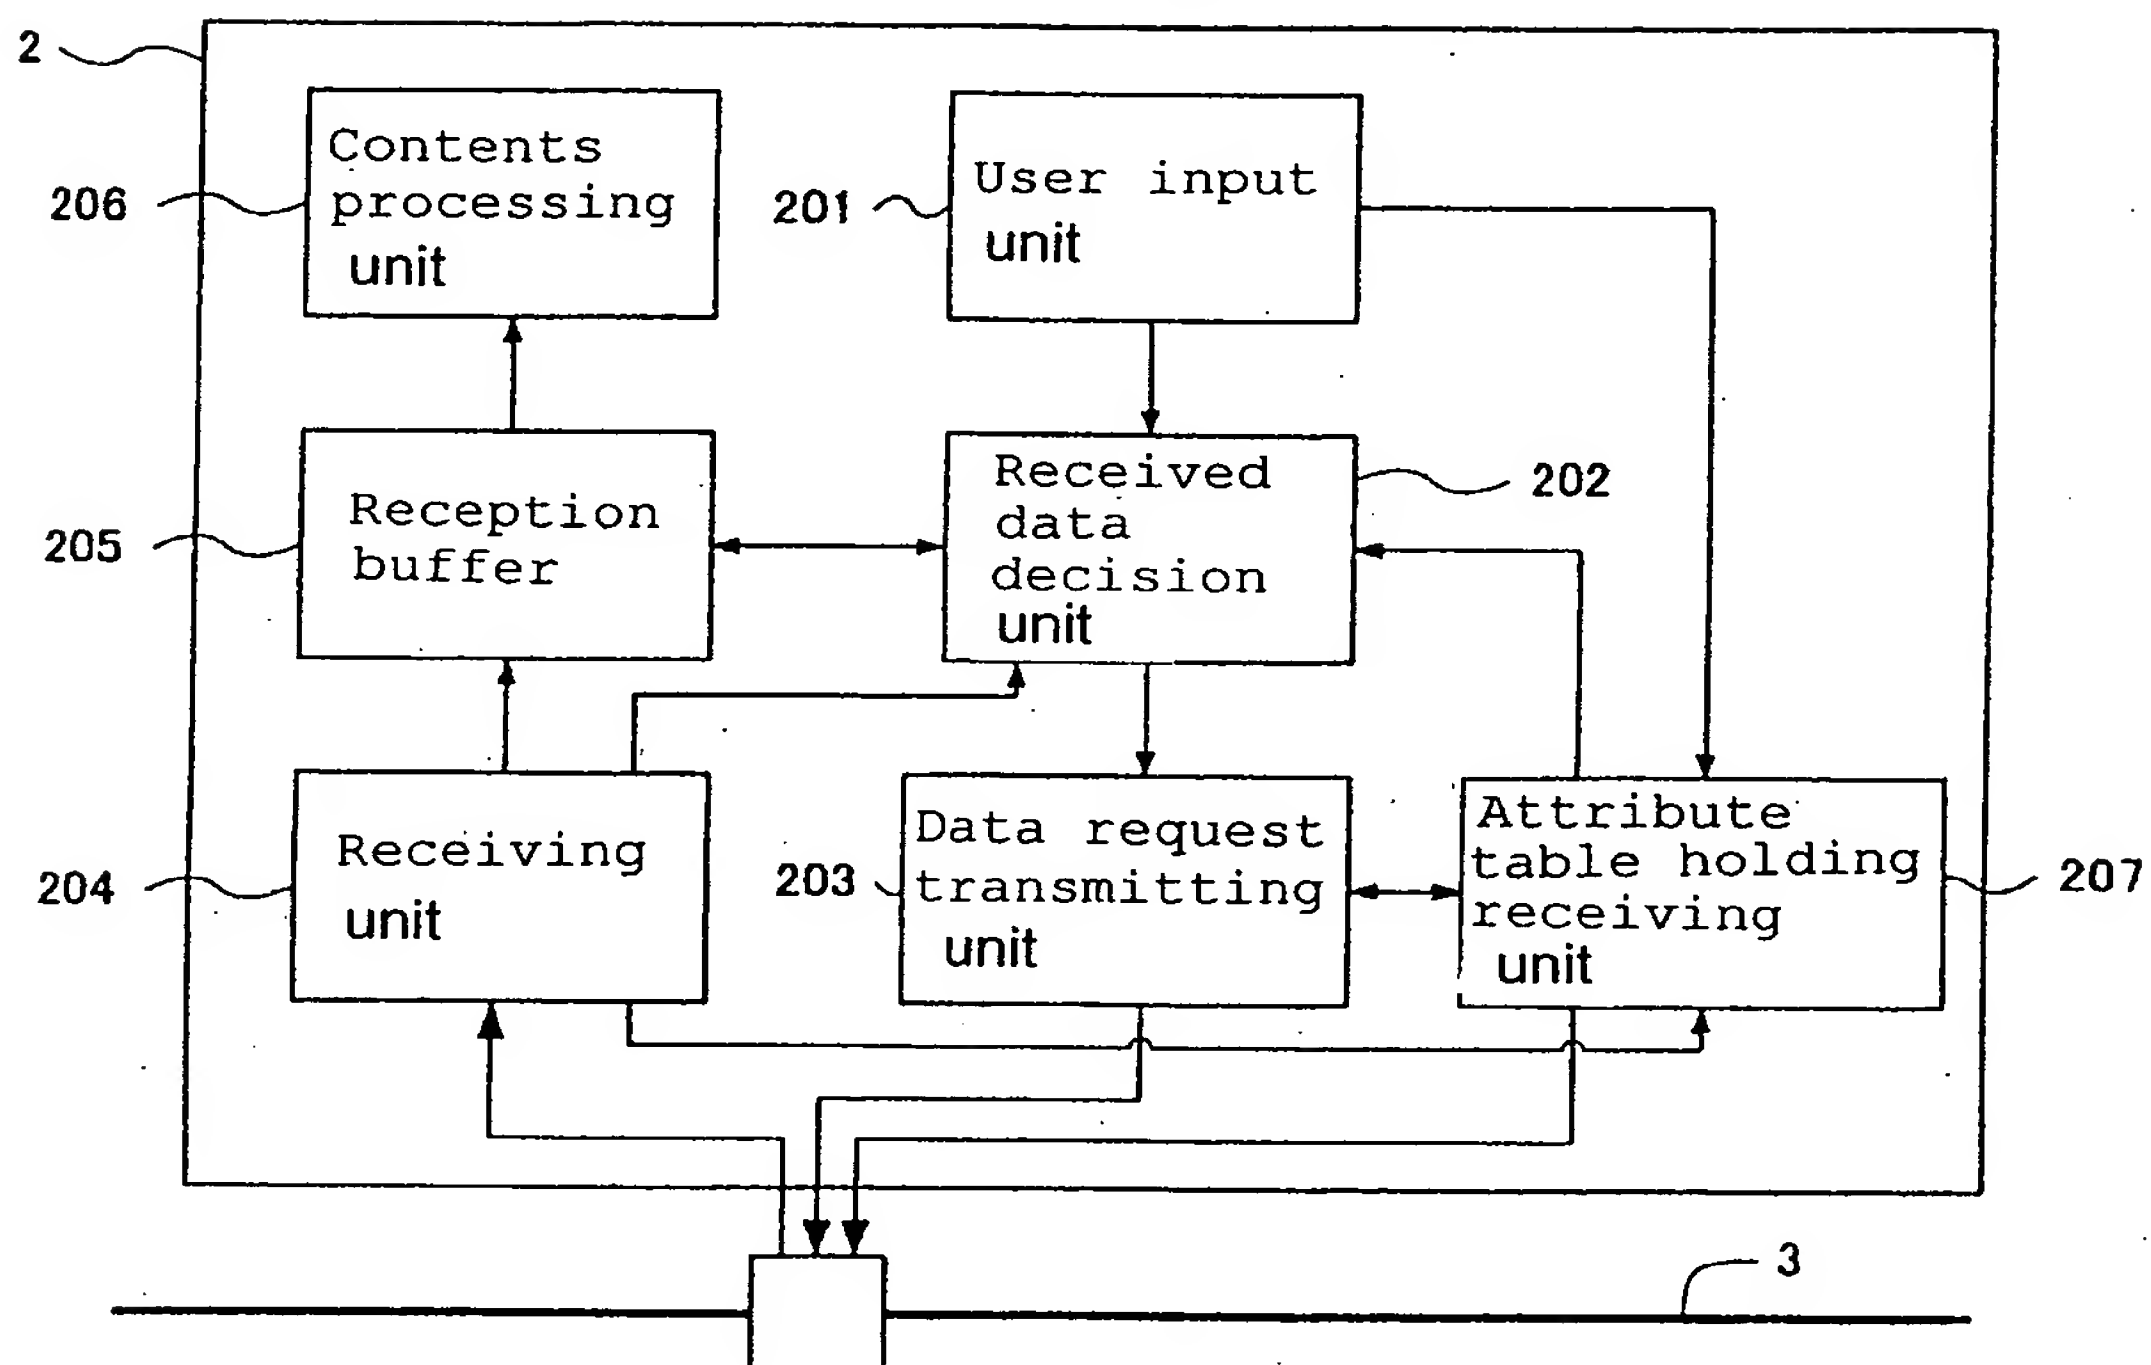 2
Contents
processing
unit
206
User input
unit
201
Reception
buffer
205
Received
data
decision
unit
202
Receiving
unit
204
Data request
transmitting
unit
203
Attribute
table holding
receiving
unit
207
3